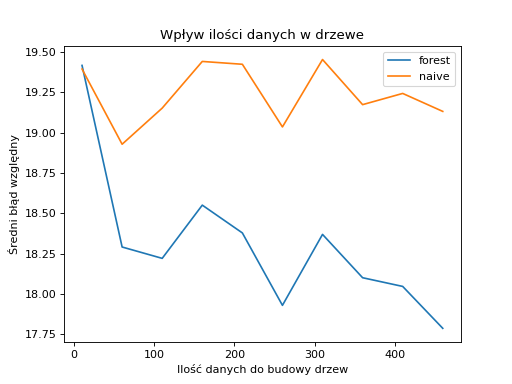 Wpływ ilości danych w drzewe
forest
naive
Średni błąd względny
19.50
19.25
19.00
18.75
18.50
18.25
18.00
17.75
0 100 200 300 400
Ilość danych do budowy drzew